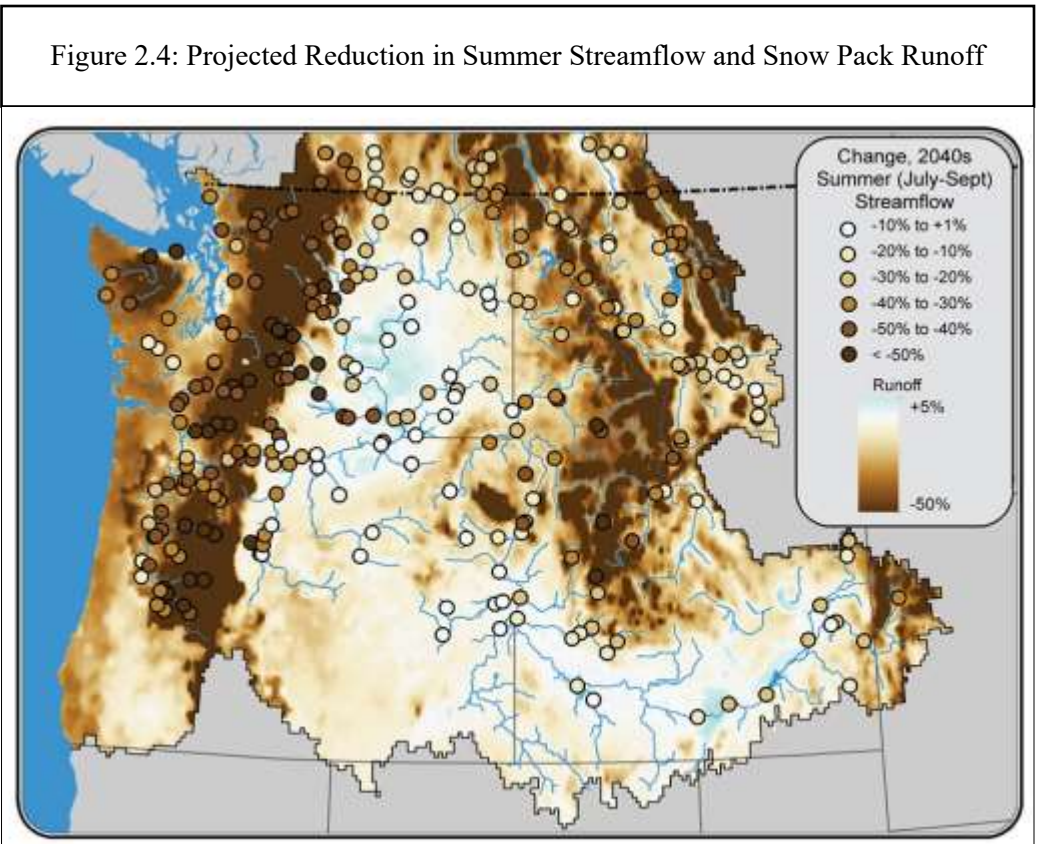 Figure 2.4: Projected Reduction in Summer Streamflow and Snow Pack Runoff
Change, 2040s
Summer (July-Sept)
Streamflow
-10% to +1%
-20% to -10%
-30% to -20%
-40% to -30%
-50% to -40%
< -50%
Runoff
+5%
-50%